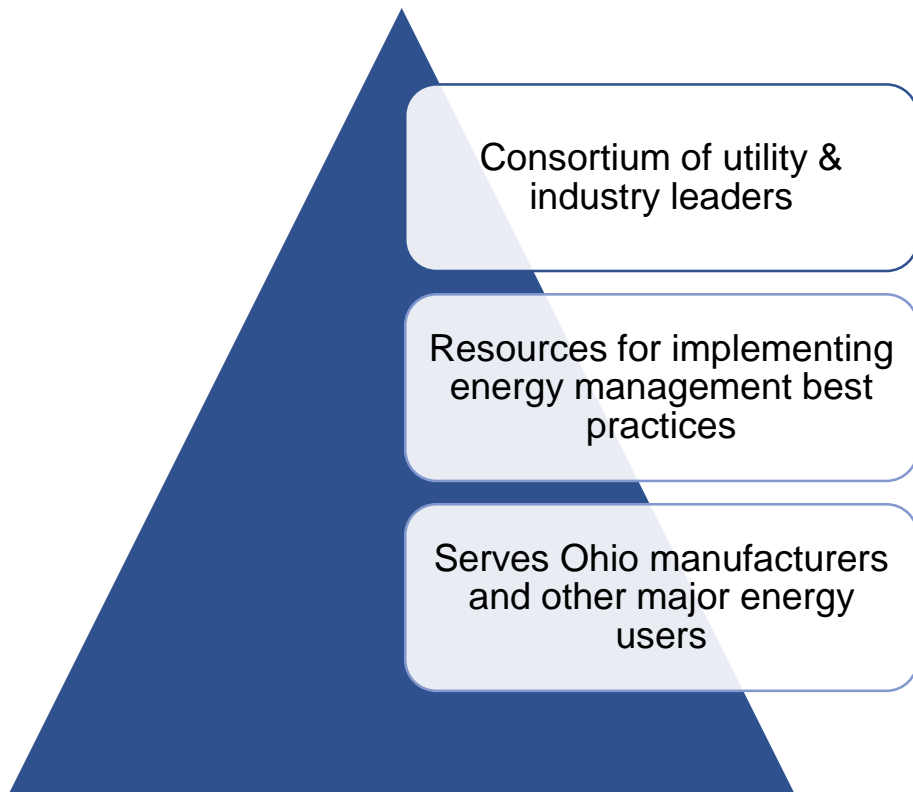 Consortium of utility &
industry leaders
Resources for implementing
energy management best
practices
Serves Ohio manufacturers
and other major energy
users